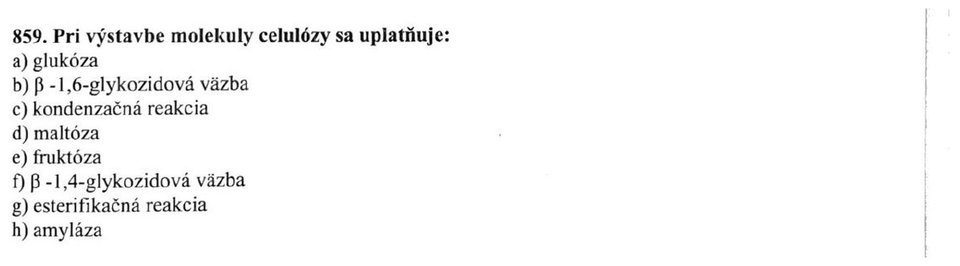 859. Pri výstavbe molekuly celulózy sa uplatňuje:
a) glukóza
b) β -1,6-glykozidová väzba
c) kondenzačná reakcia
d) maltóza
e) fruktóza
f) β -1,4-glykozidová väzba
g) esterifikačná reakcia
h) amyláza